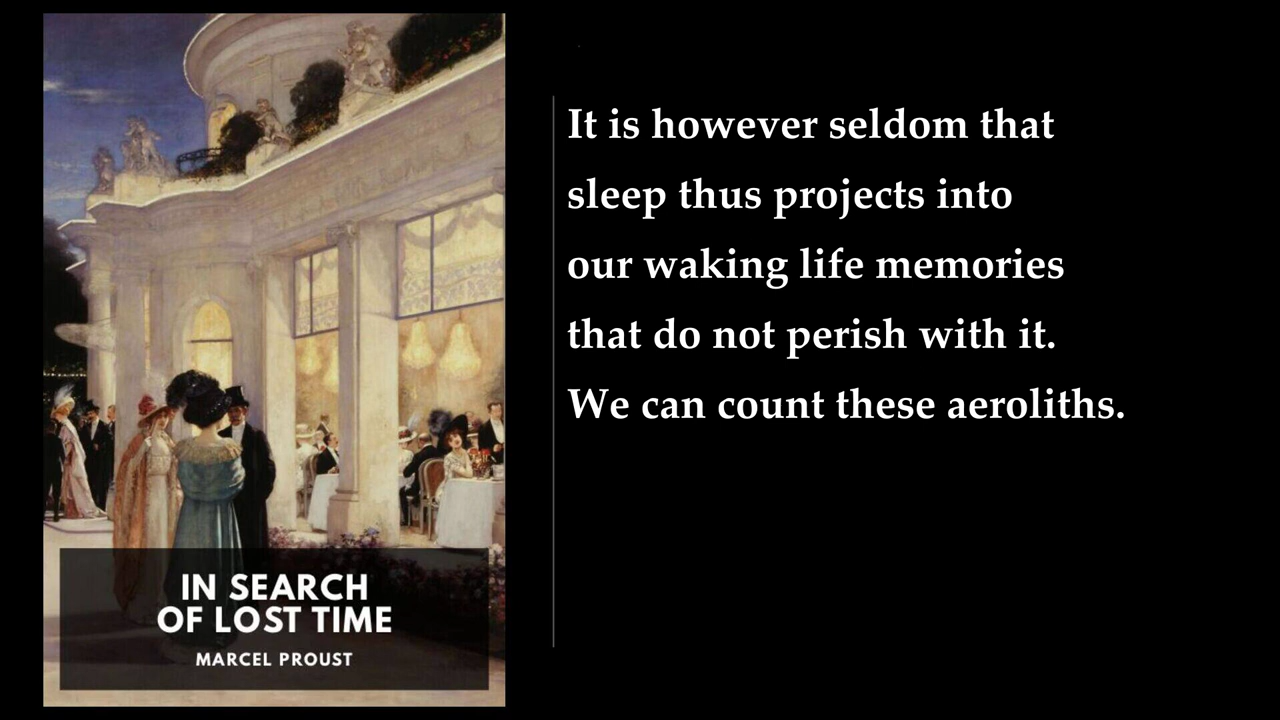 IN SEARCH
OF LOST TIME
MARCEL PROUST
It is however seldom that
sleep thus projects into
our waking life memories
that do not perish with it.
We can count these aeroliths.